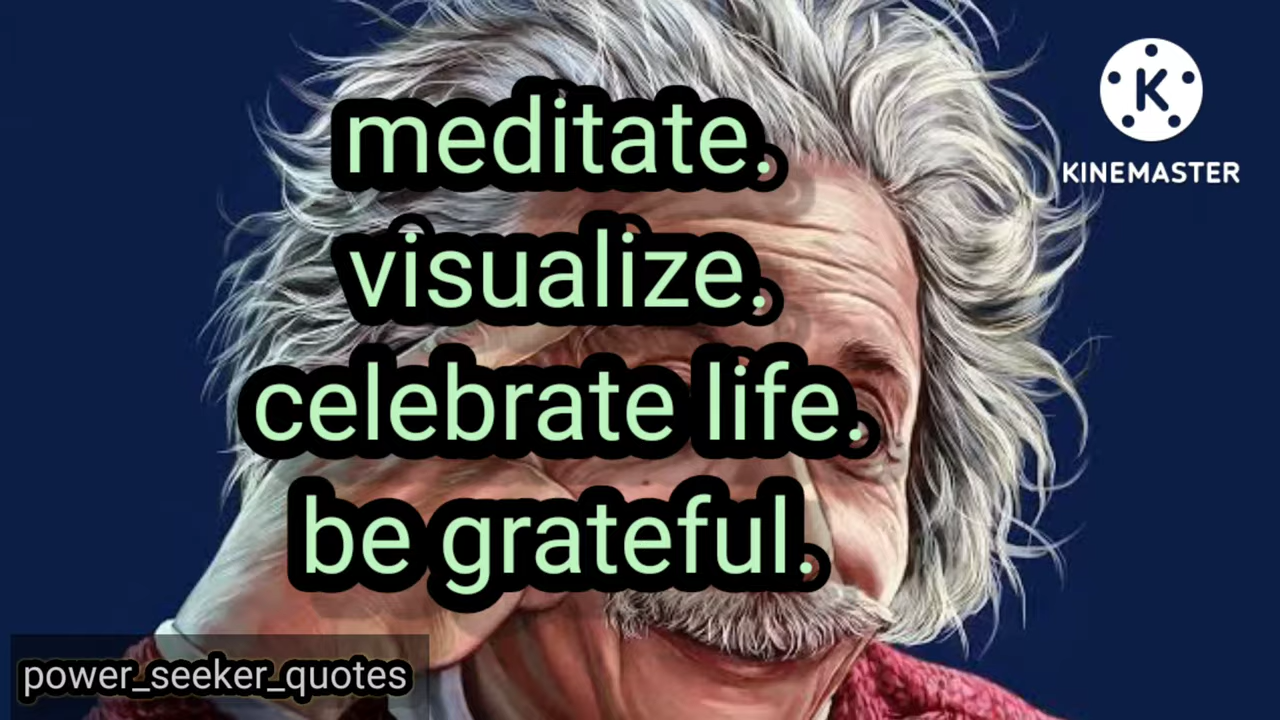 meditate.
visualize.
celebrate life.
be grateful.
K
KINEMASTER
power_seeker_quotes